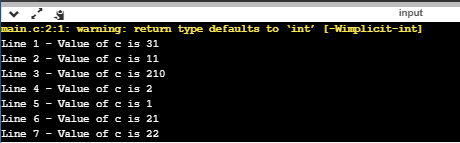 input
main.c:2:1: warning: return type defaults to ‘int’ [-Wimplicit-int]
Line 1 - Value of c is 31
Line 2 - Value of c is 11
Line 3 - Value of c is 210
Line 4 - Value of c is 2
Line 5 - Value of c is 1
Line 6 - Value of c is 21
Line 7 - Value of c is 22